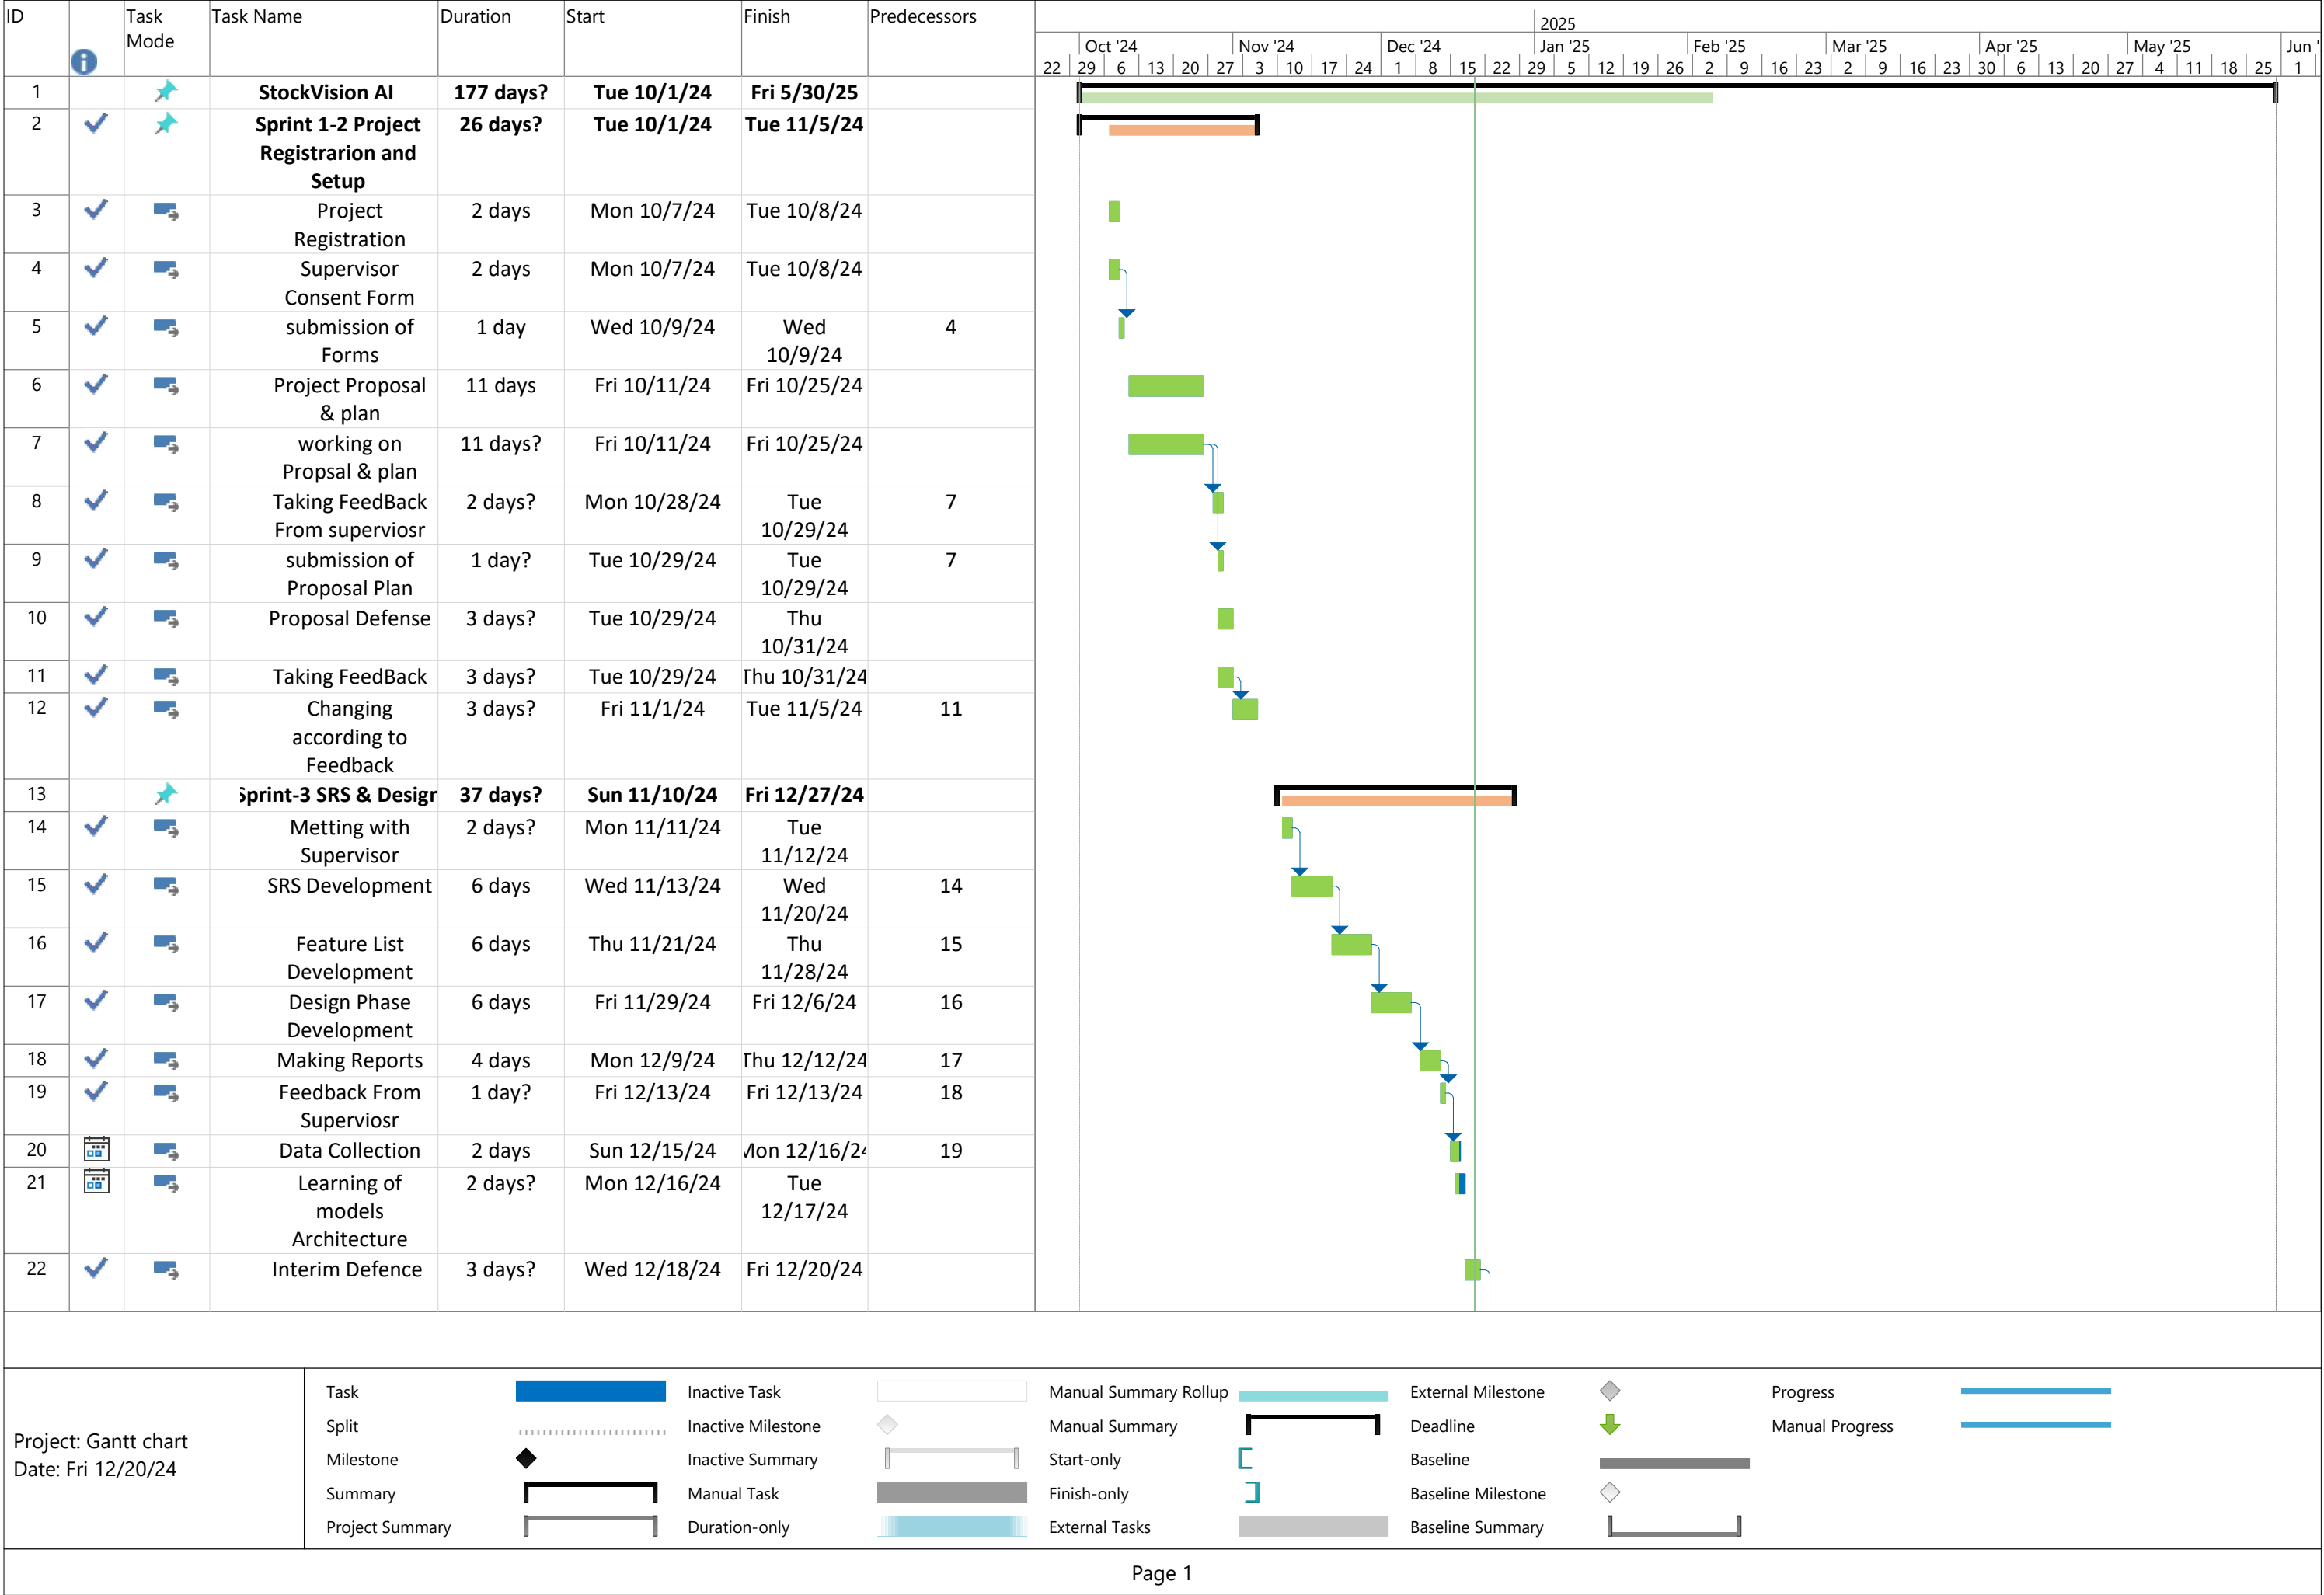 ID Task Mode Task Name Duration Start Finish Predecessors
2025
Oct '24 Nov '24 Dec '24 Jan '25 Feb '25 Mar '25 Apr '25 May '25 Jun '
22 29 6 13 20 27 3 10 17 24 1 8 15 22 29 5 12 19 26 2 9 16 23 2 9 16 23 30 6 13 20 27 4 11 18 25 1
1 StockVision AI 177 days? Tue 10/1/24 Fri 5/30/25
2 Sprint 1-2 Project 26 days? Tue 10/1/24 Tue 11/5/24
Registrarion and
Setup
3 Project 2 days Mon 10/7/24 Tue 10/8/24
Registration
4 Supervisor 2 days Mon 10/7/24 Tue 10/8/24
Consent Form
5 submission of 1 day Wed 10/9/24 Wed 4
Forms 10/9/24
6 Project Proposal 11 days Fri 10/11/24 Fri 10/25/24
& plan
7 working on 11 days? Fri 10/11/24 Fri 10/25/24
Propsal & plan
8 Taking FeedBack 2 days? Mon 10/28/24 Tue 7
From superviosr 10/29/24
9 submission of 1 day? Tue 10/29/24 Tue 7
Proposal Plan 10/29/24
10 Proposal Defense 3 days? Tue 10/29/24 Thu
10/31/24
11 Taking FeedBack 3 days? Tue 10/29/24 Thu 10/31/24
12 Changing 3 days? Fri 11/1/24 Tue 11/5/24 11
according to
Feedback
13 Sprint-3 SRS & Design 37 days? Sun 11/10/24 Fri 12/27/24
14 Metting with 2 days? Mon 11/11/24 Tue
Supervisor 11/12/24
15 SRS Development 6 days Wed 11/13/24 Wed 14
11/20/24
16 Feature List 6 days Thu 11/21/24 Thu 15
Development 11/28/24
17 Design Phase 6 days Fri 11/29/24 Fri 12/6/24 16
Development
18 Making Reports 4 days Mon 12/9/24 Thu 12/12/24 17
19 Feedback From 1 day? Fri 12/13/24 Fri 12/13/24 18
Superviosr
20 Data Collection 2 days Sun 12/15/24 Mon 12/16/24 19
21 Learning of 2 days? Mon 12/16/24 Tue
models 12/17/24
Architecture
22 Interim Defence 3 days? Wed 12/18/24 Fri 12/20/24
Project: Gantt chart
Date: Fri 12/20/24
Task Inactive Task Manual Summary Rollup External Milestone Progress
Split Inactive Milestone Manual Summary Deadline Manual Progress
Milestone Inactive Summary Start-only Baseline
Summary Manual Task Finish-only Baseline Milestone
Project Summary Duration-only External Tasks Baseline Summary
Page 1